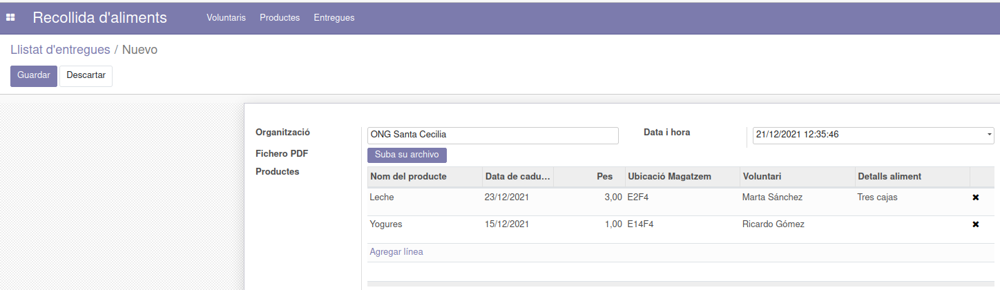 Recollida d'aliments Voluntaris Productes Entregues
Llistat d'entregues / Nuevo
Guardar Descartar
Organització ONG Santa Cecilia Data i hora 21/12/2021 12:35:46
Fichero PDF Suba su archivo
Productes
Nom del producte Data de cadu... Pes Ubicació Magatzem Voluntari Detalls aliment
Leche 23/12/2021 3,00 E2F4 Marta Sánchez Tres cajas
Yogures 15/12/2021 1,00 E14F4 Ricardo Gómez
Agregar línea